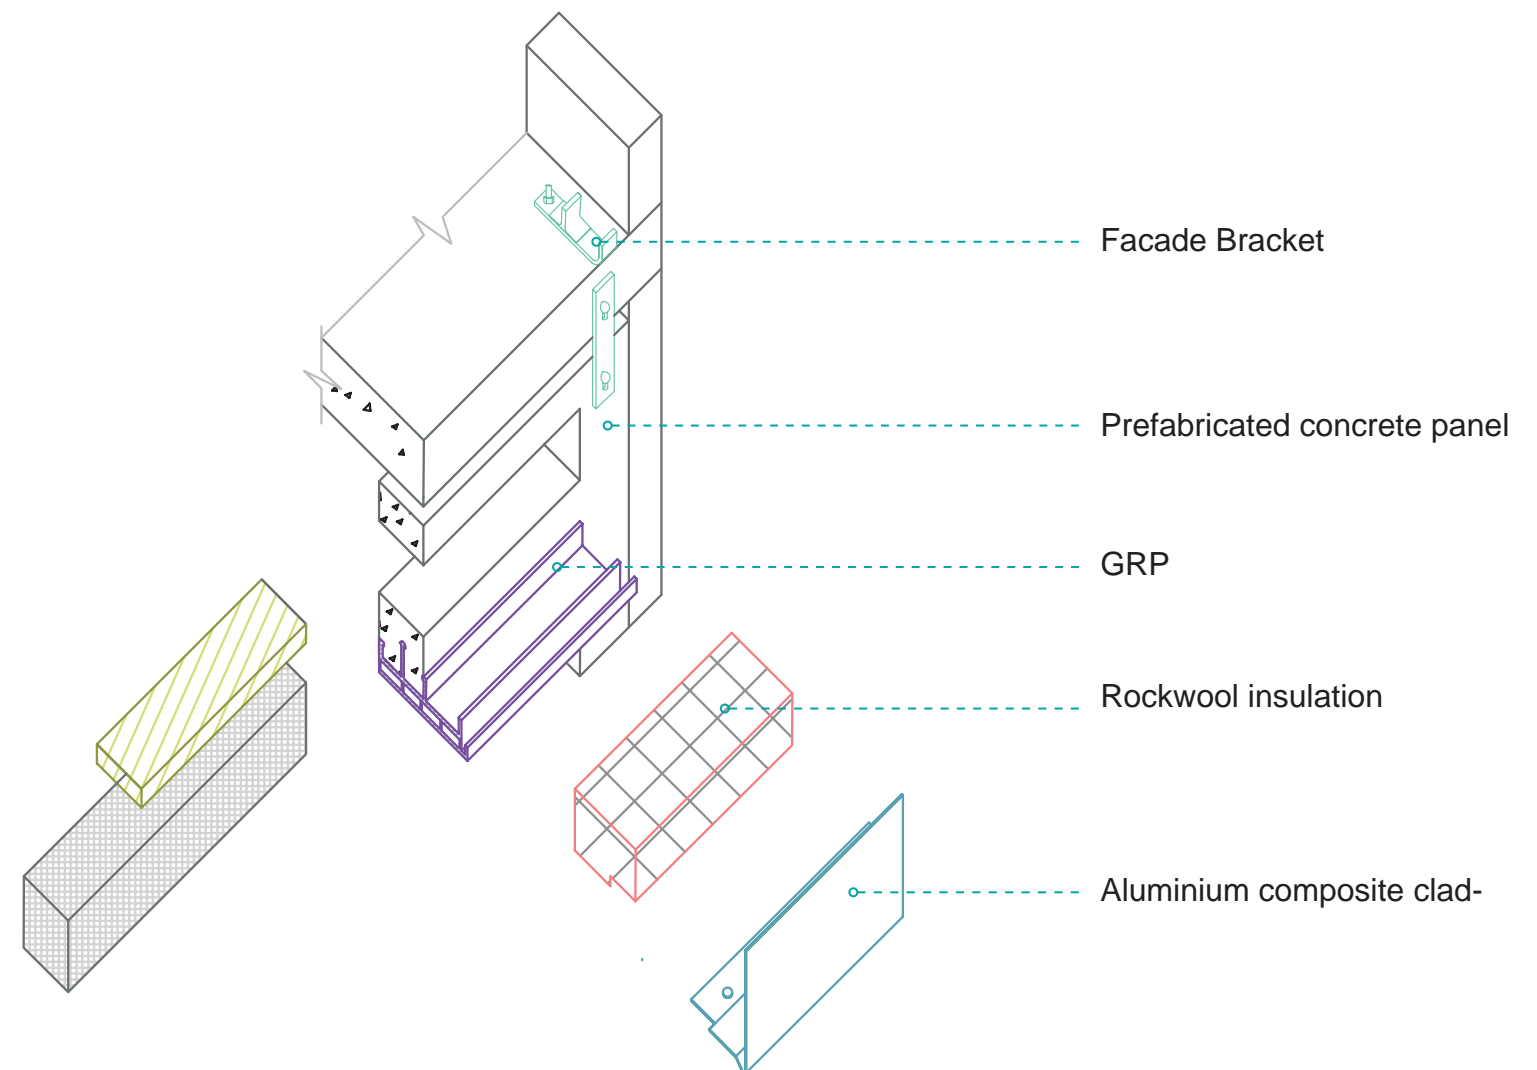 Facade Bracket
Prefabricated concrete panel
GRP
Rockwool insulation
Aluminium composite clad-